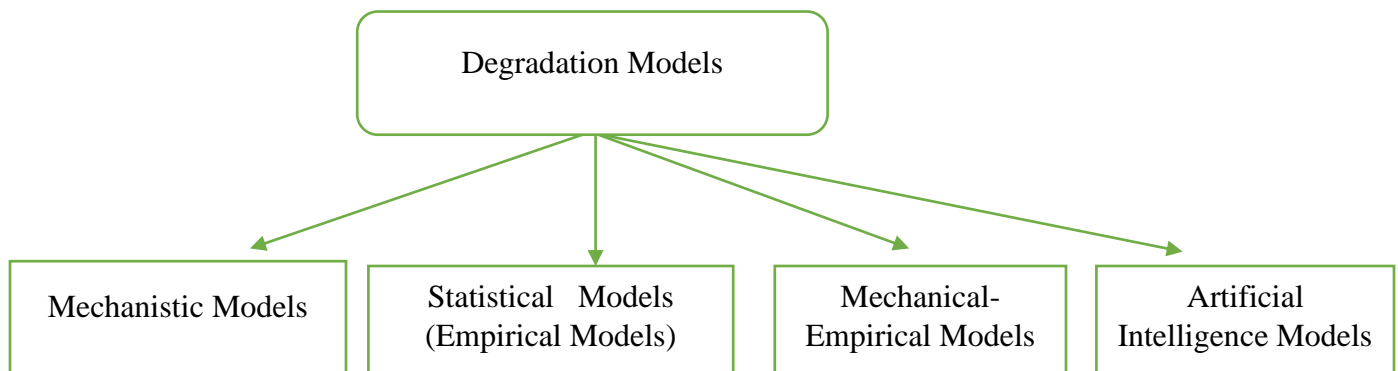 Degradation Models
Mechanistic Models
Statistical Models
(Empirical Models)
Mechanical-
Empirical Models
Artificial
Intelligence Models